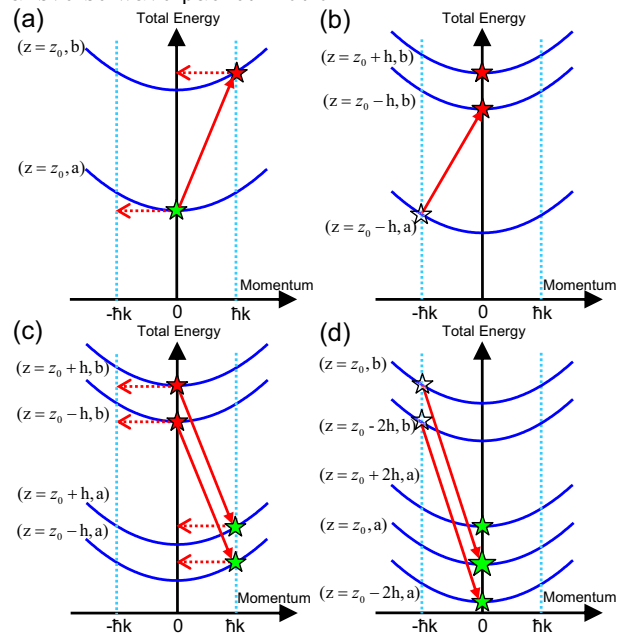 (a)
Total Energy
(z = z₀, b)
(z = z₀, a)
Momentum
-ħk
0
ħk
(b)
Total Energy
(z = z₀ + h, b)
(z = z₀ − h, b)
(z = z₀ − h, a)
Momentum
-ħk
0
ħk
(c)
Total Energy
(z = z₀ + h, b)
(z = z₀ − h, b)
(z = z₀ + h, a)
(z = z₀ − h, a)
Momentum
-ħk
0
ħk
(d)
Total Energy
(z = z₀, b)
(z = z₀ - 2h, b)
(z = z₀ + 2h, a)
(z = z₀, a)
(z = z₀ − 2h, a)
Momentum
-ħk
0
ħk